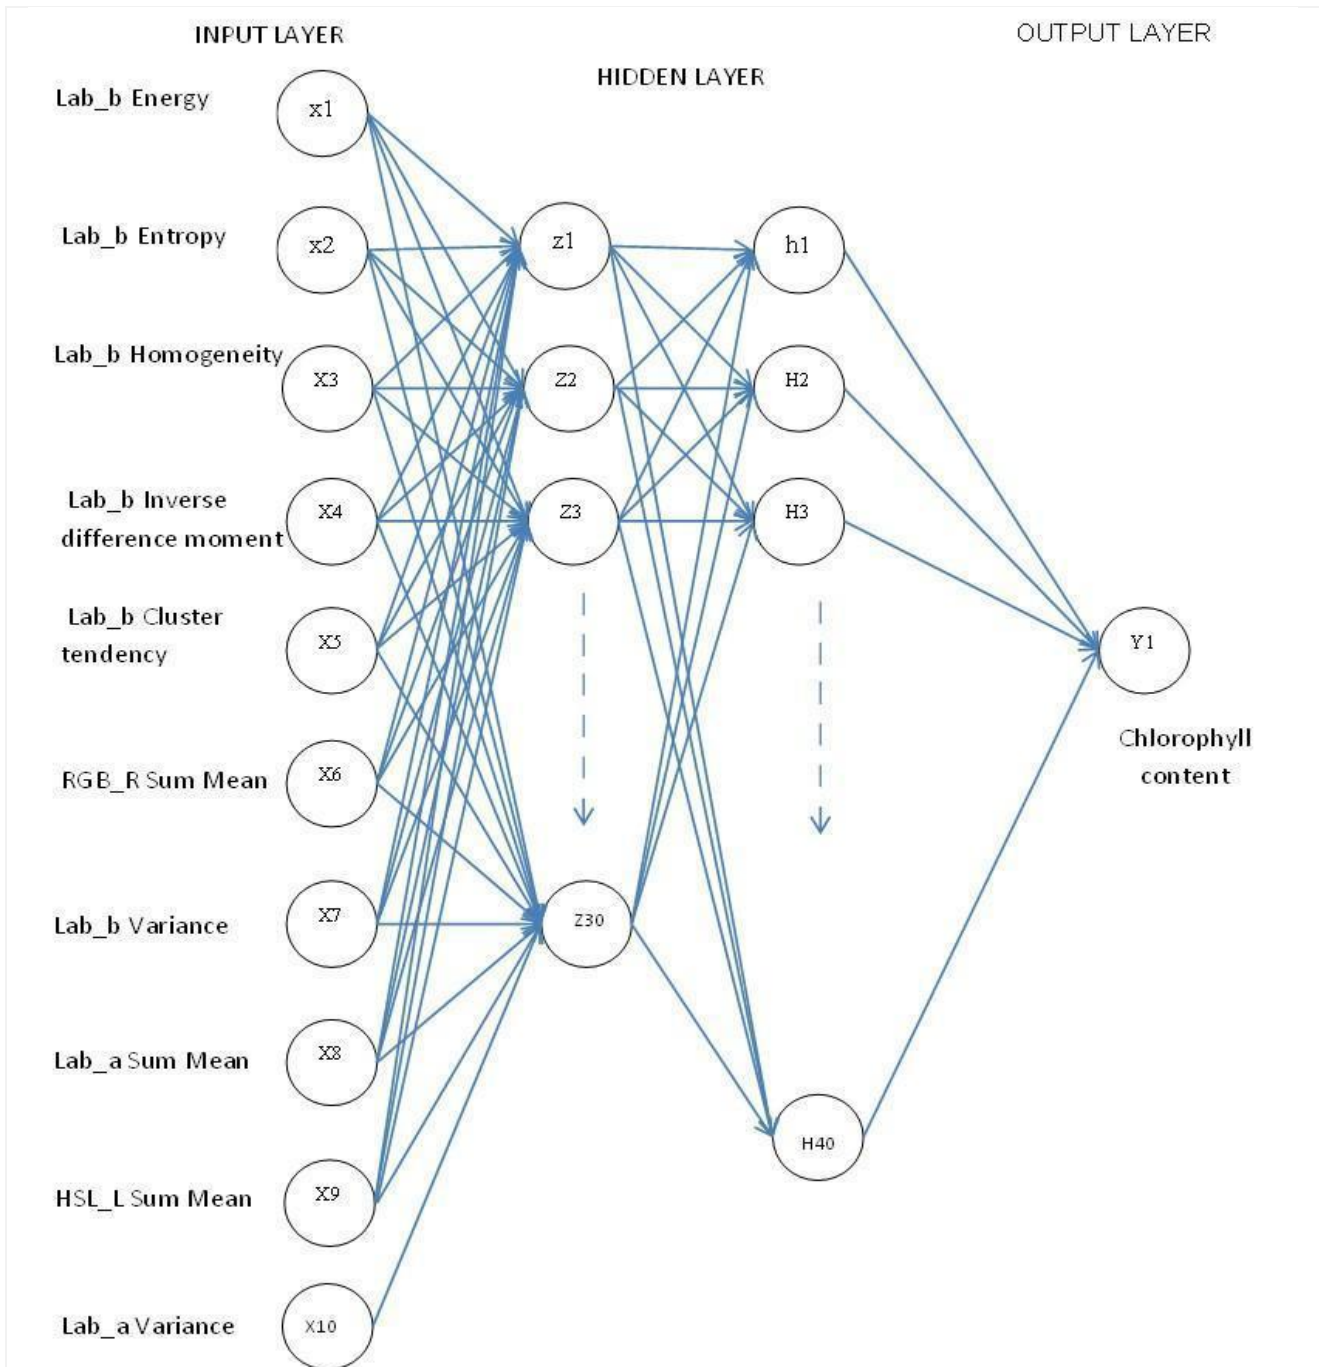 INPUT LAYER
OUTPUT LAYER
HIDDEN LAYER
Lab_b Energy
x1
Lab_b Entropy
x2
z1
h1
Lab_b Homogeneity
X3
Z2
H2
Lab_b Inverse
difference moment
X4
Z3
H3
Lab_b Cluster
tendency
X5
Y1
Chlorophyll
content
RGB_R Sum Mean
X6
Lab_b Variance
X7
Z30
Lab_a Sum Mean
X8
H40
HSL_L Sum Mean
X9
Lab_a Variance
X10